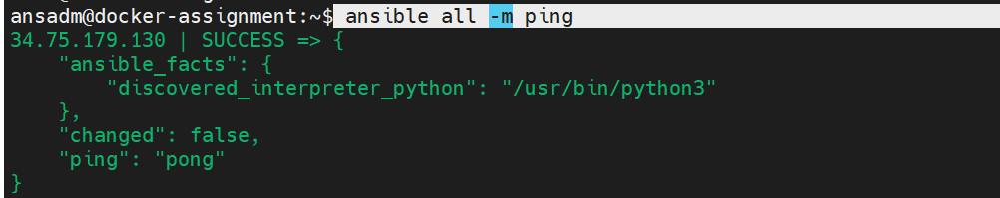 ansadm@docker-assignment:~$ ansible all -m ping
34.75.179.130 | SUCCESS => {
    "ansible_facts": {
        "discovered_interpreter_python": "/usr/bin/python3"
    },
    "changed": false,
    "ping": "pong"
}